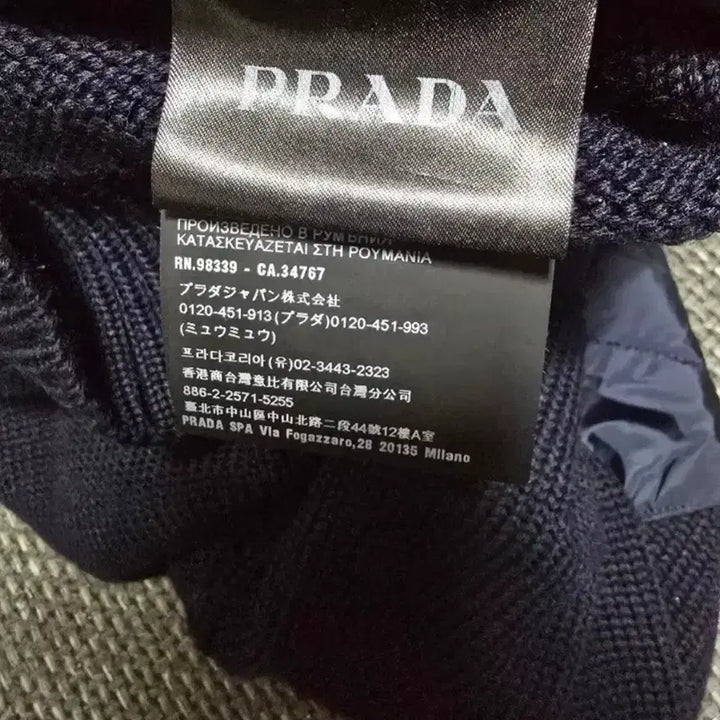 PRADA
ПРОИЗВЕДЕНО В РУМЫНИИ
ΚΑΤΑΣΚΕΥΑΖΕΤΑΙ ΣΤΗ ΡΟΥΜΑΝΙΑ
RN.98339 - CA.34767
プラダジャパン株式会社
0120-451-913(プラダ)0120-451-993
(ミュウミュウ)
프라다코리아(유)02-3443-2323
香港商台灣意比有限公司台灣分公司
886-2-2571-5255
臺北市中山區中山北路二段44號12樓A室
PRADA SPA Via Fogazzaro,28 20135 Milano